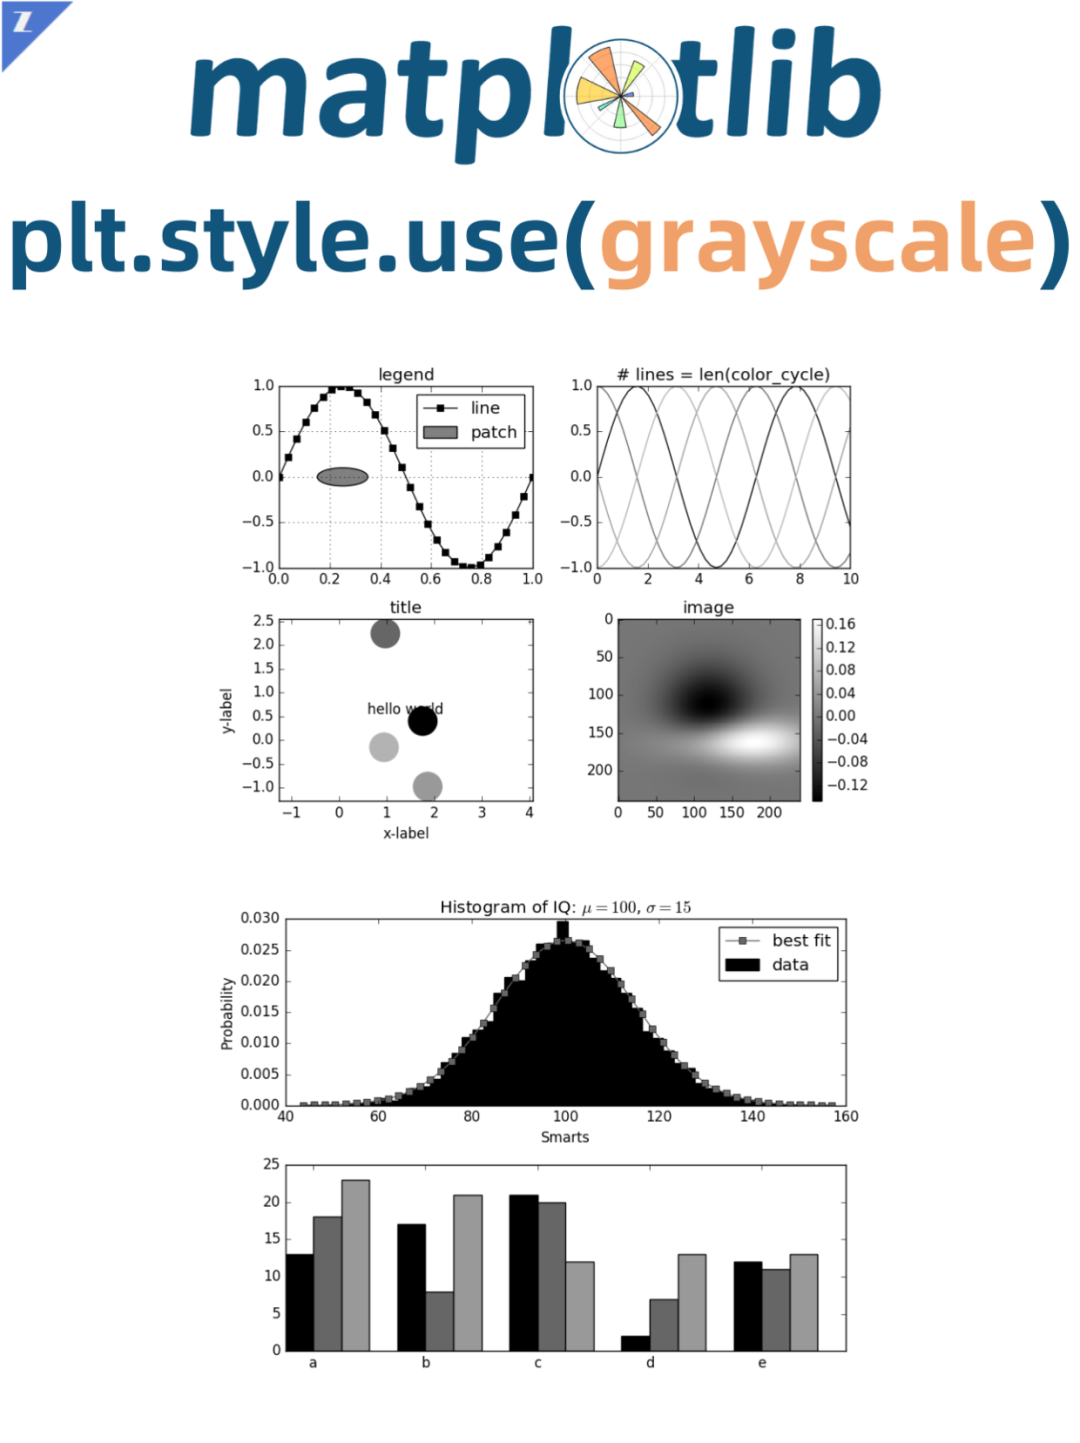 Z
matplotlib
plt.style.use(grayscale)
legend
1.0
0.5
0.0
−0.5
−1.0
0.0 0.2 0.4 0.6 0.8 1.0
line
patch
# lines = len(color_cycle)
1.0
0.5
0.0
−0.5
−1.0
0 2 4 6 8 10
title
2.5
2.0
1.5
1.0
0.5
0.0
−0.5
−1.0
y-label
hello world
−1 0 1 2 3 4
x-label
image
0
50
100
150
200
0 50 100 150 200
0.16
0.12
0.08
0.04
0.00
−0.04
−0.08
−0.12
Histogram of IQ: μ = 100, σ = 15
0.030
0.025
0.020
0.015
0.010
0.005
0.000
Probability
best fit
data
40 60 80 100 120 140 160
Smarts
25
20
15
10
5
0
a b c d e